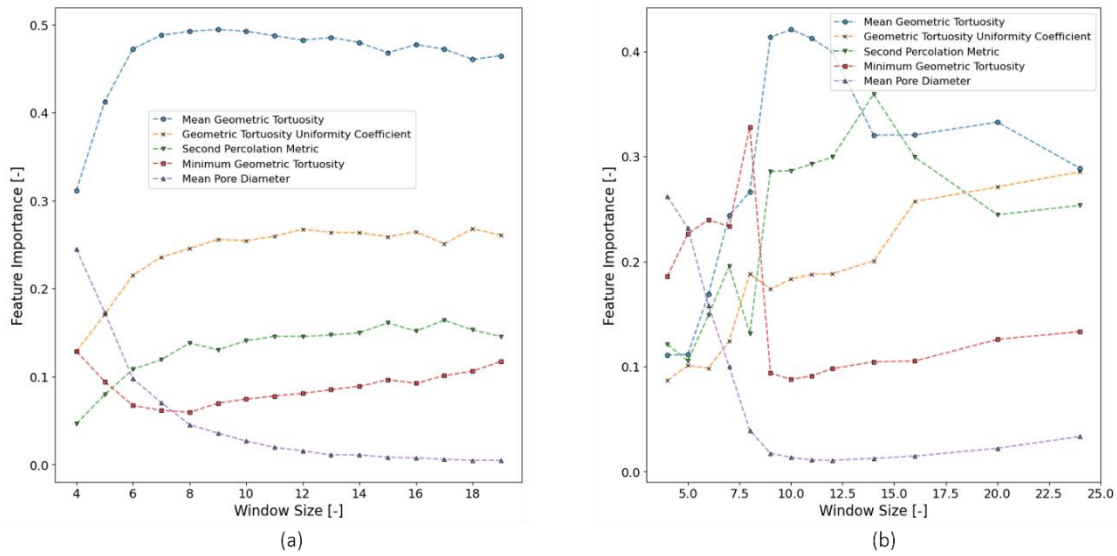 0.5
0.4
0.3
0.2
0.1
0.0
Feature Importance [-]
Mean Geometric Tortuosity
Geometric Tortuosity Uniformity Coefficient
Second Percolation Metric
Minimum Geometric Tortuosity
Mean Pore Diameter
4 6 8 10 12 14 16 18
Window Size [-]
(a)
0.4
0.3
0.2
0.1
0.0
Feature Importance [-]
Mean Geometric Tortuosity
Geometric Tortuosity Uniformity Coefficient
Second Percolation Metric
Minimum Geometric Tortuosity
Mean Pore Diameter
5.0 7.5 10.0 12.5 15.0 17.5 20.0 22.5 25.0
Window Size [-]
(b)